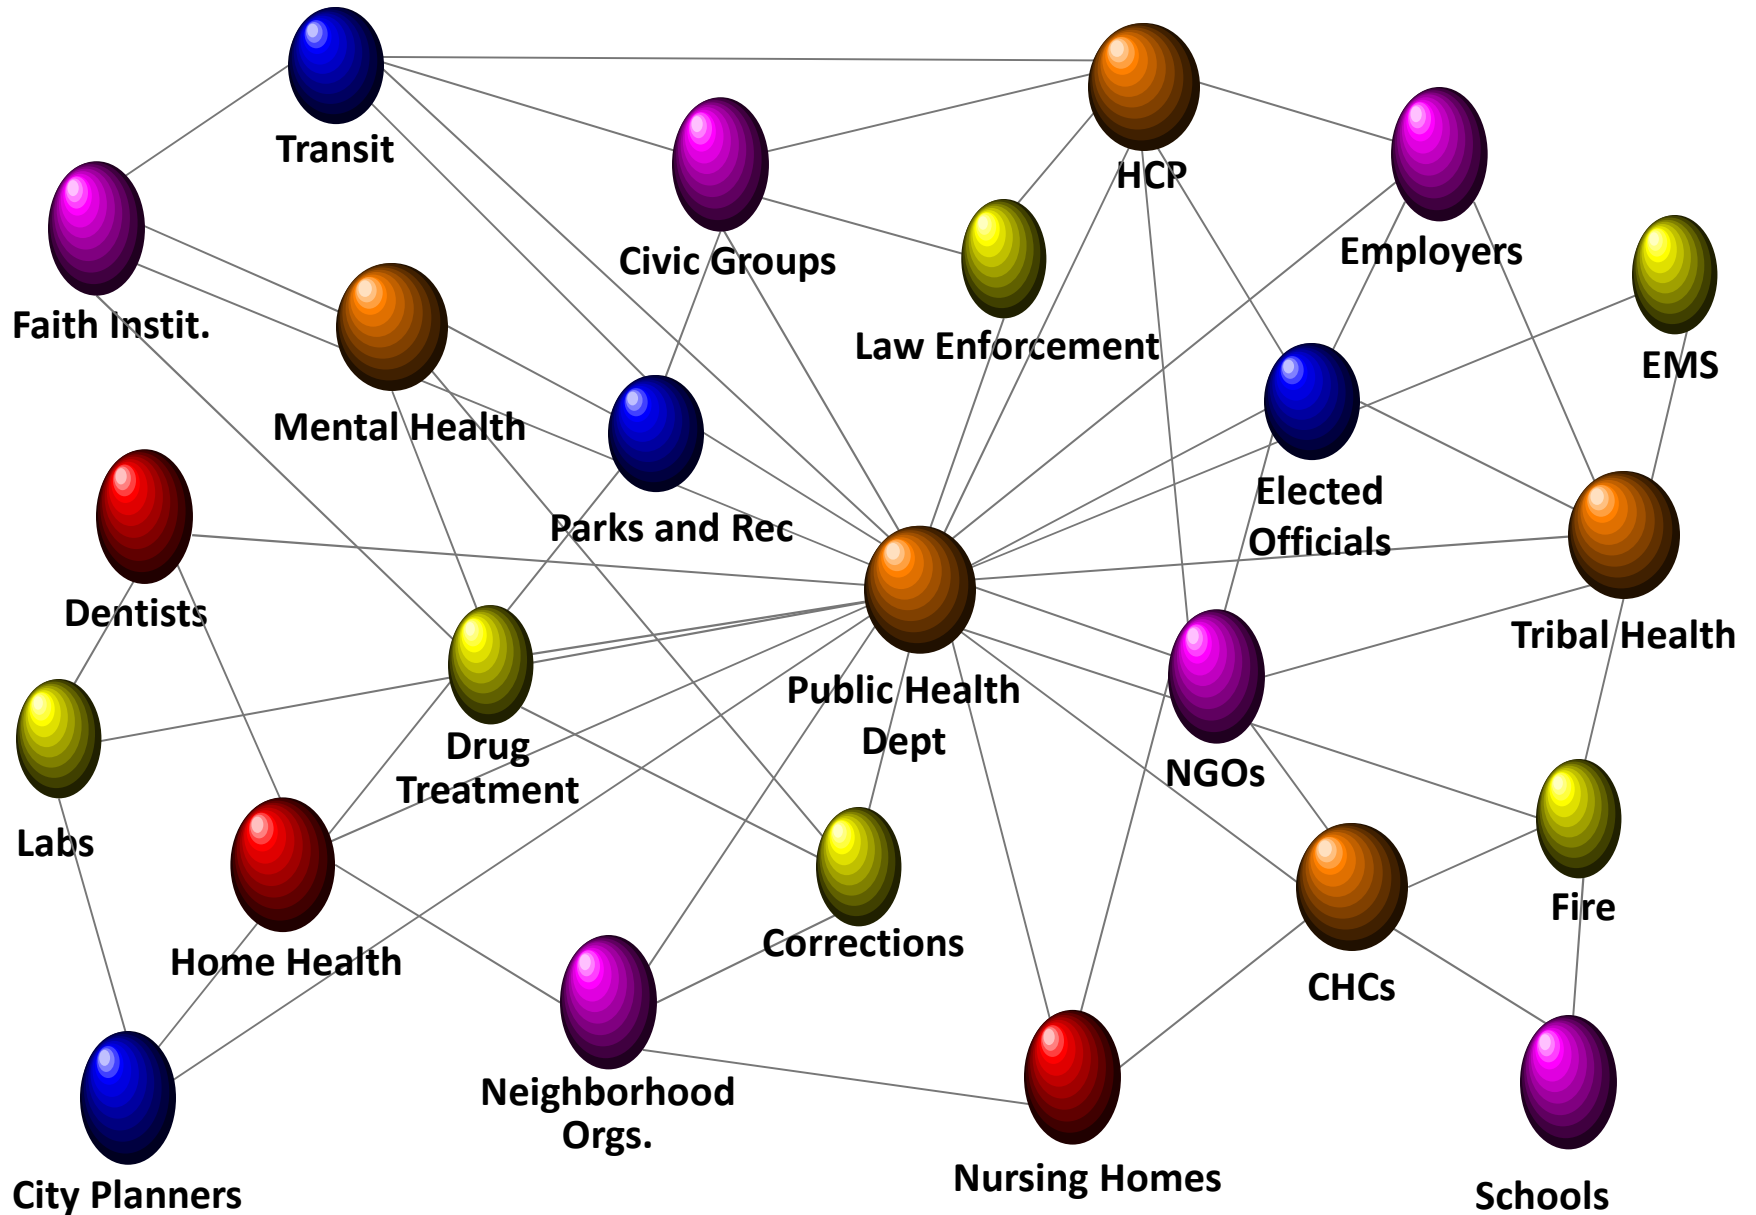 Transit
HCP
Civic Groups
Employers
Faith Instit.
Law Enforcement
EMS
Mental Health
Parks and Rec
Elected
Officials
Dentists
Tribal Health
Public Health
Dept
Drug
Treatment
NGOs
Labs
Home Health
Corrections
Fire
CHCs
Neighborhood
Orgs.
Nursing Homes
City Planners
Schools